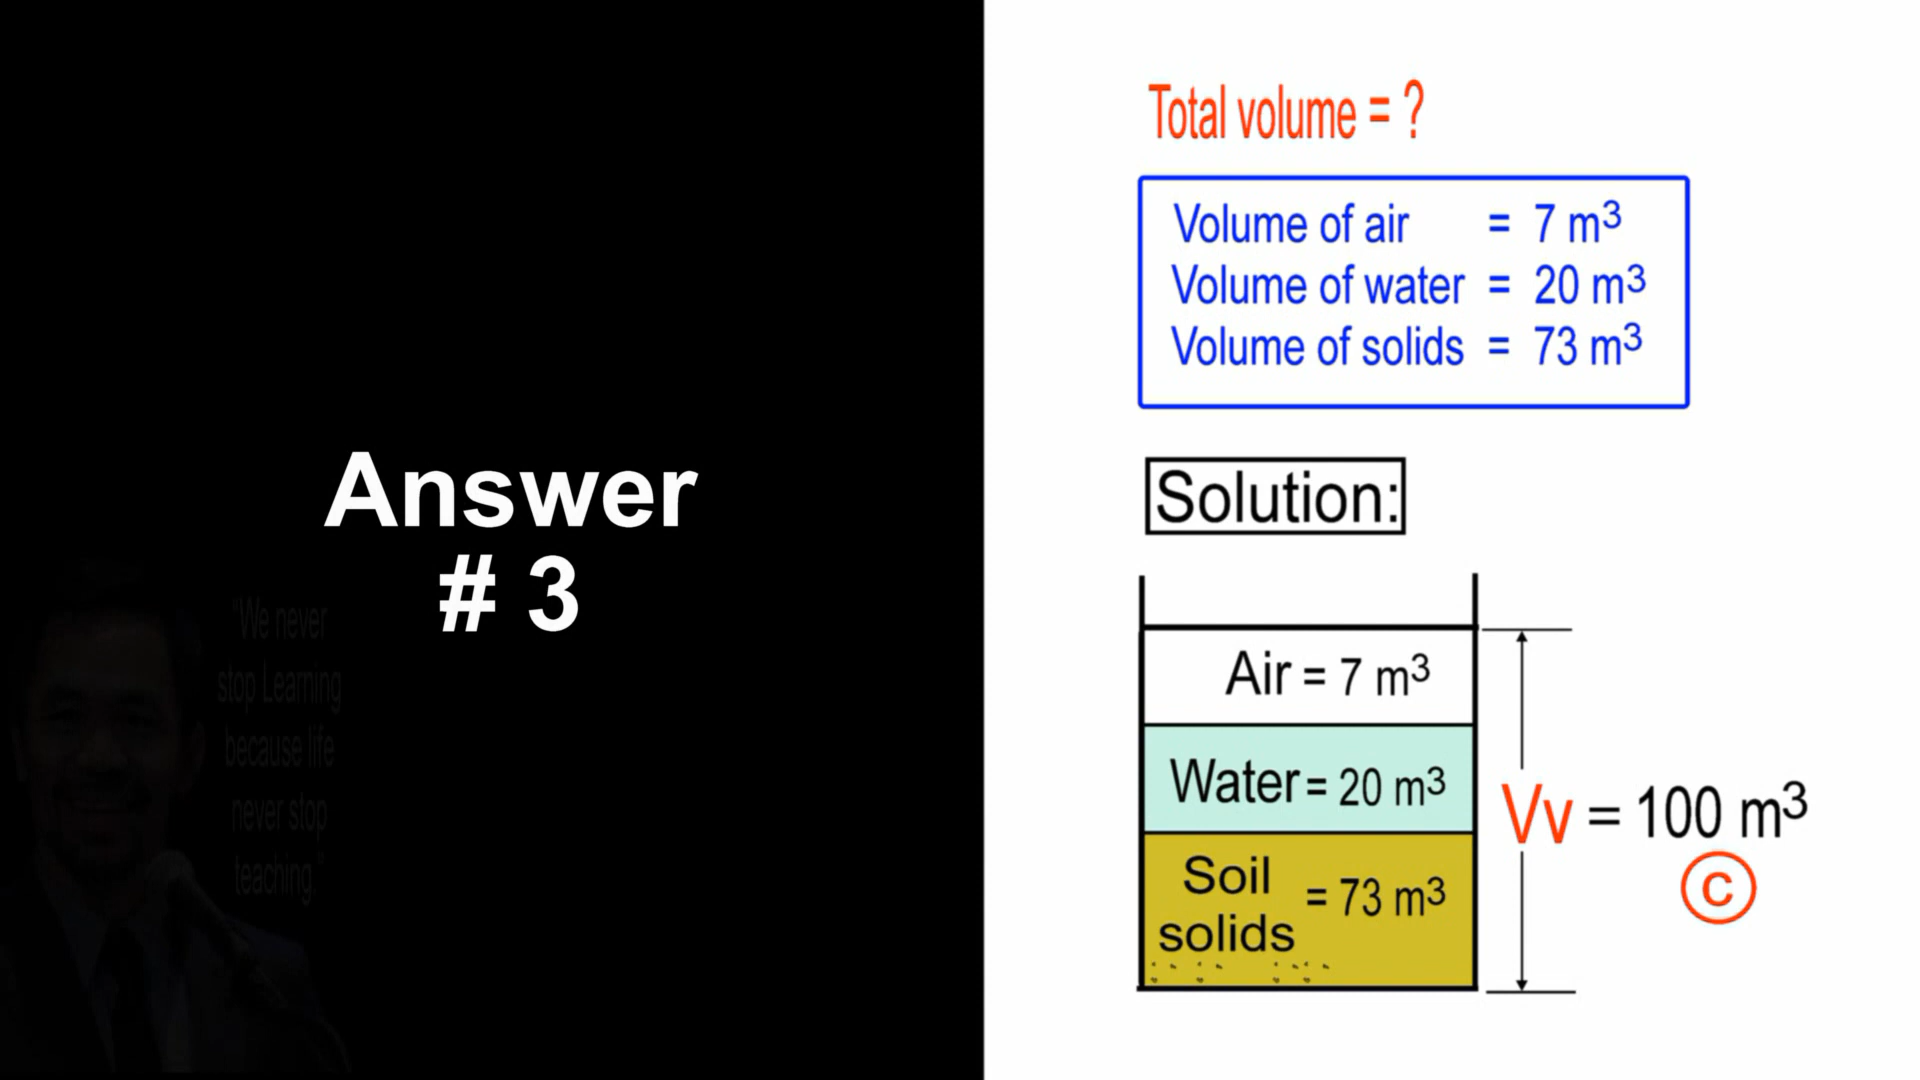 Answer
# 3
"We never
stop Learning
because life
never stop
teaching."
Total volume = ?
Volume of air = 7 m³
Volume of water = 20 m³
Volume of solids = 73 m³
Solution:
Air = 7 m³
Water = 20 m³
Soil
solids = 73 m³
Vv = 100 m³
C